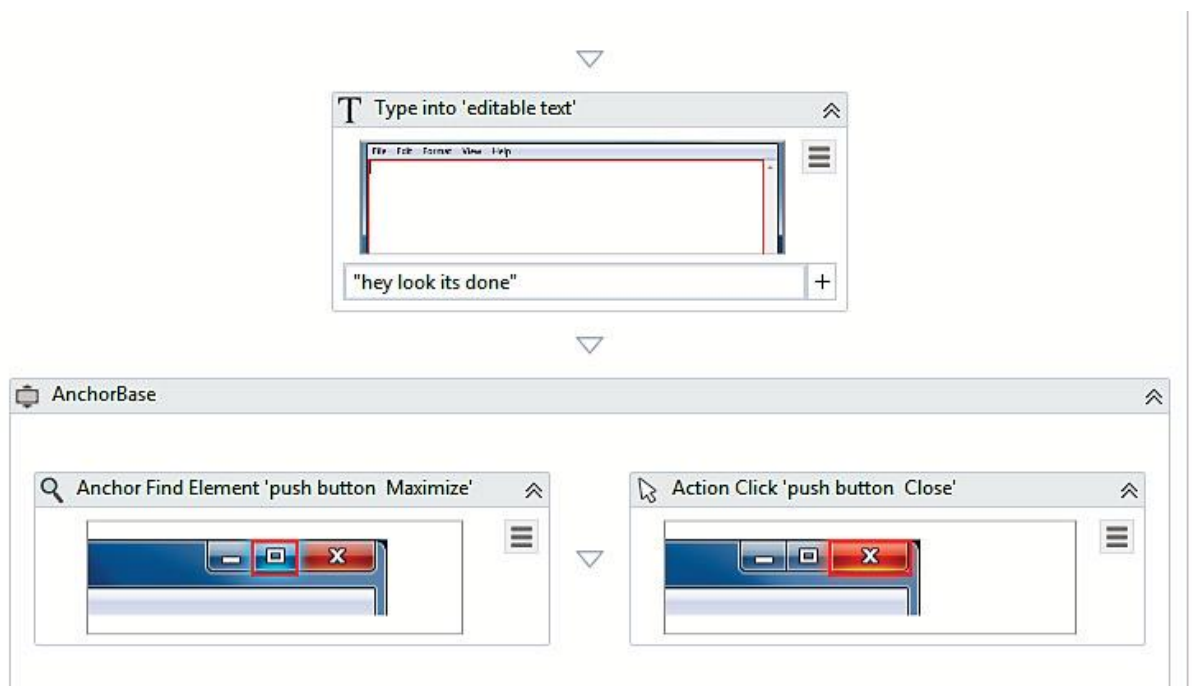 T Type into 'editable text'
File Edit Format View Help
"hey look its done" +
AnchorBase
Anchor Find Element 'push button Maximize'
Action Click 'push button Close'